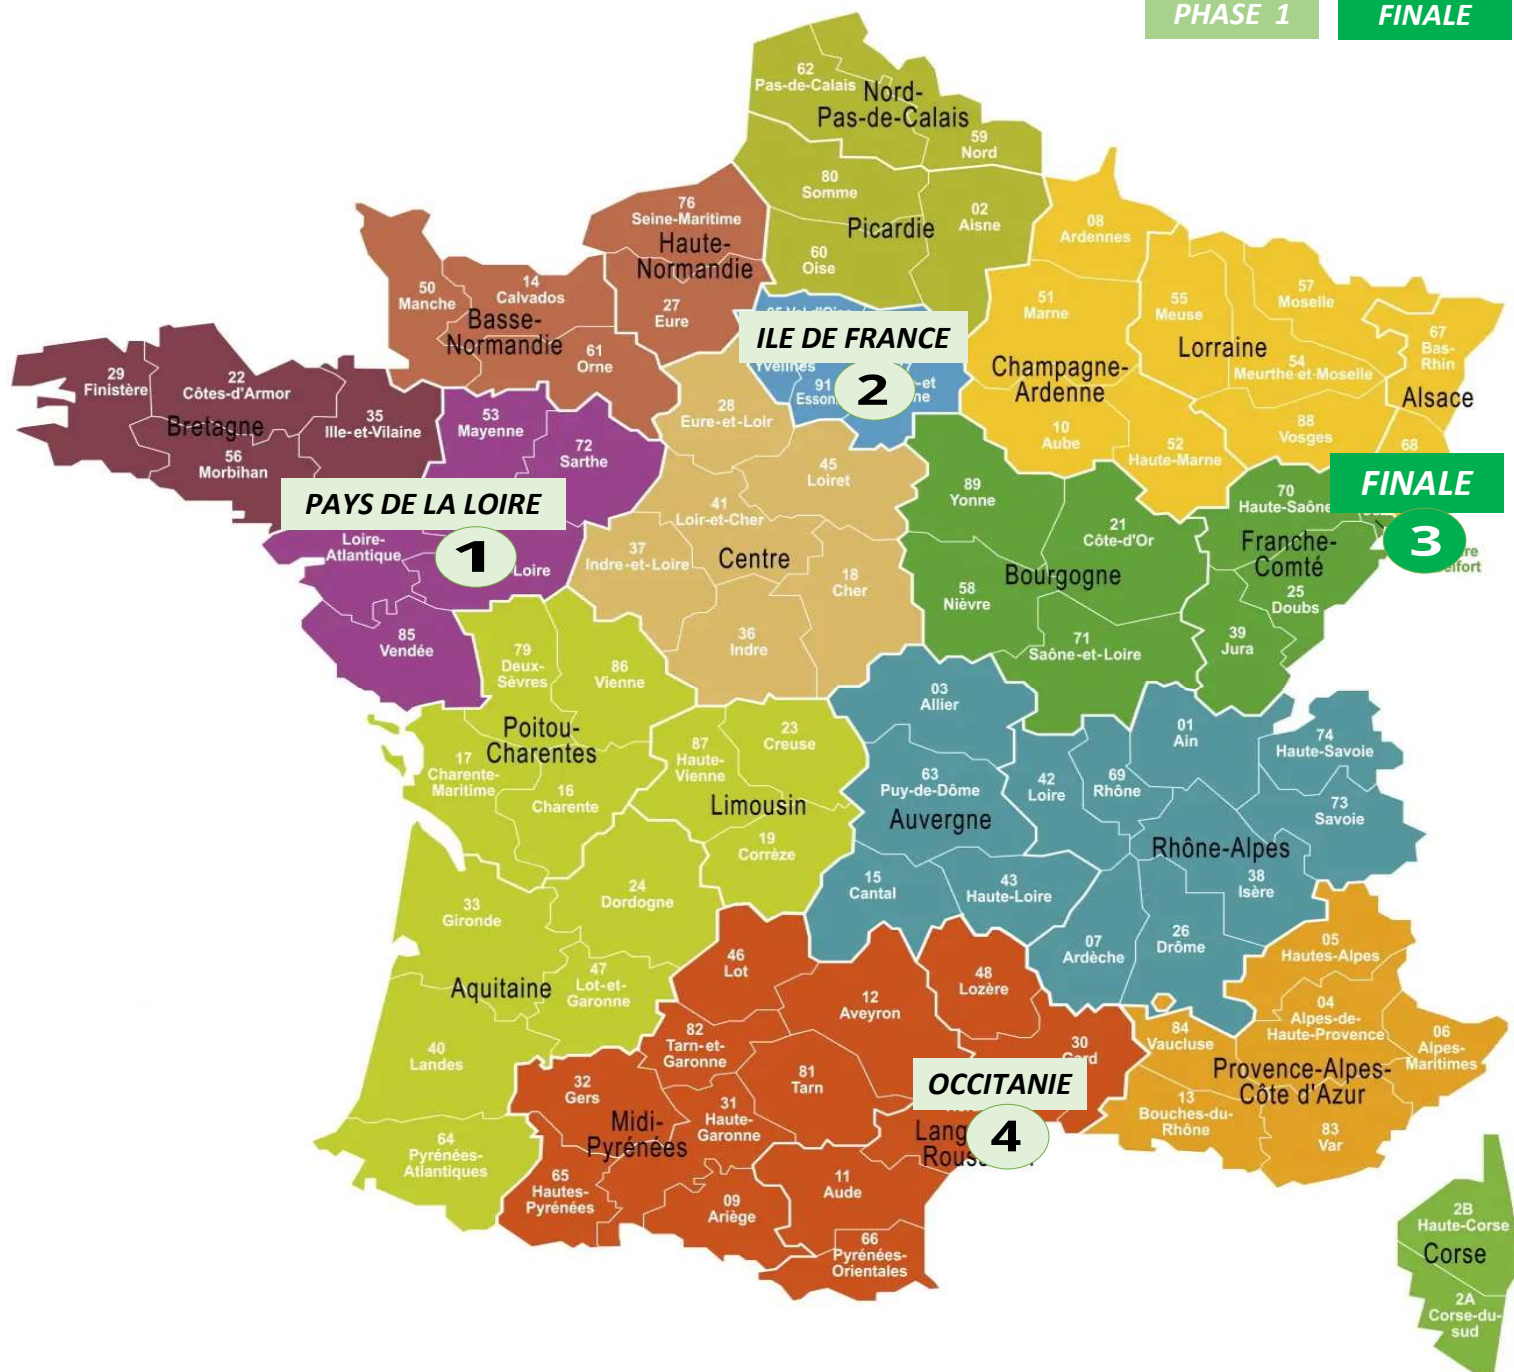 PHASE 1
FINALE
62
Pas-de-Calais
Nord-
Pas-de-Calais
59
Nord
80
Somme
02
Aisne
Picardie
60
Oise
76
Seine-Maritime
Haute-
Normandie
27
Eure
08
Ardennes
50
Manche
14
Calvados
Basse-
Normandie
61
Orne
51
Marne
55
Meuse
57
Moselle
67
Bas-
Rhin
Lorraine
54
Meurthe-et-Moselle
Champagne-
Ardenne
Alsace
ILE DE FRANCE
2
Yvelines
91
29
Finistère
22
Côtes-d'Armor
35
Ille-et-Vilaine
Bretagne
56
Morbihan
53
Mayenne
72
Sarthe
28
Eure-et-Loir
10
Aube
52
Haute-Marne
88
Vosges
68
45
Loiret
89
Yonne
70
Haute-Saône
FINALE
3
PAYS DE LA LOIRE
1
Loire-
Atlantique
Loire
41
Loir-et-Cher
21
Côte-d'Or
Franche-
Comté
37
Indre-et-Loire
Centre
18
Cher
Bourgogne
58
Nièvre
25
Doubs
85
Vendée
36
Indre
71
Saône-et-Loire
39
Jura
79
Deux-
Sèvres
86
Vienne
03
Allier
Poitou-
Charentes
17
Charente-
Maritime
16
Charente
87
Haute-
Vienne
23
Creuse
01
Ain
74
Haute-Savoie
63
Puy-de-Dôme
42
Loire
69
Rhône
73
Savoie
Limousin
Auvergne
19
Corrèze
Rhône-Alpes
15
Cantal
43
Haute-Loire
38
Isère
24
Dordogne
33
Gironde
07
Ardèche
26
Drôme
05
Hautes-Alpes
46
Lot
48
Lozère
Aquitaine
47
Lot-et-
Garonne
12
Aveyron
04
Alpes-de-
Haute-Provence
06
Alpes-
Maritimes
84
Vaucluse
40
Landes
82
Tarn-et-
Garonne
30
Gard
81
Tarn
32
Gers
Provence-Alpes-
Côte d'Azur
OCCITANIE
4
13
Bouches-du-
Rhône
83
Var
31
Haute-
Garonne
Midi-
Pyrénées
Lang
Rous
64
Pyrénées-
Atlantiques
65
Hautes-
Pyrénées
09
Ariège
11
Aude
66
Pyrénées-
Orientales
2B
Haute-Corse
Corse
2A
Corse-du-
sud